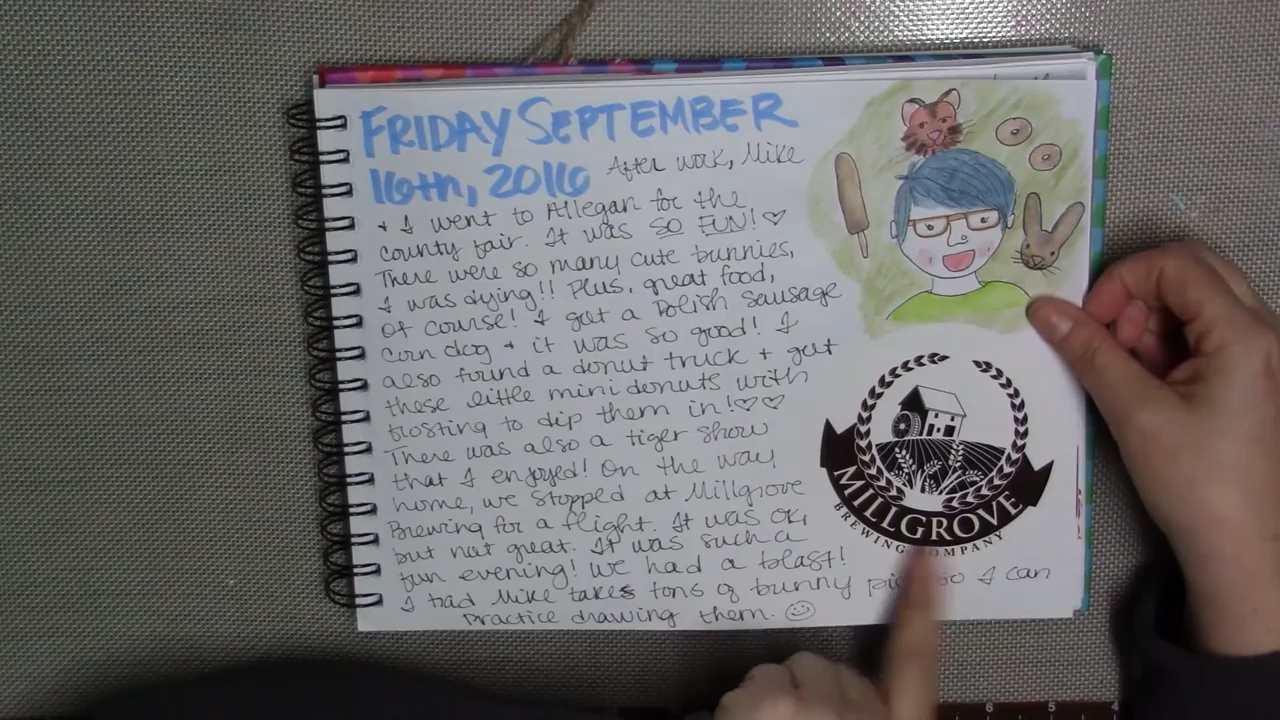 FRIDAY SEPTEMBER
16th, 2016 After work, Mike
+ I went to Allegan for the
county fair. It was SO FUN! ♡
There were so many cute bunnies,
I was dying!! Plus, great food,
of course! I got a Polish Sausage
corn dog + it was so good! I
also found a donut truck + got
these little mini donuts with
frosting to dip them in! ♡♡
There was also a tiger show
that I enjoyed! On the way
home, we stopped at Millgrove
Brewing for a flight. It was ok,
but not great. It was such a
fun evening! We had a blast!
I had Mike takes tons of bunny so I can
practice drawing them. ☺
MILLGROVE
BREWING COMPANY
6 5 4